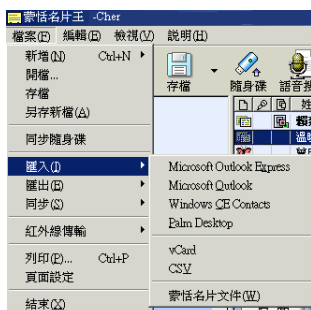 蒙恬名片王 -Cher
檔案(F) 編輯(E) 檢視(V) 說明(H)
新增(N) Ctrl+N
開檔...
存檔
另存新檔(A)
同步隨身碟
匯入(I)
匯出(E)
同步(S)
紅外線傳輸
列印(P)... Ctrl+P
頁面設定
結束(X)
存檔 隨身碟 語音
Microsoft Outlook Express
Microsoft Outlook
Windows CE Contacts
Palm Desktop
vCard
CSV
蒙恬名片文件(W)